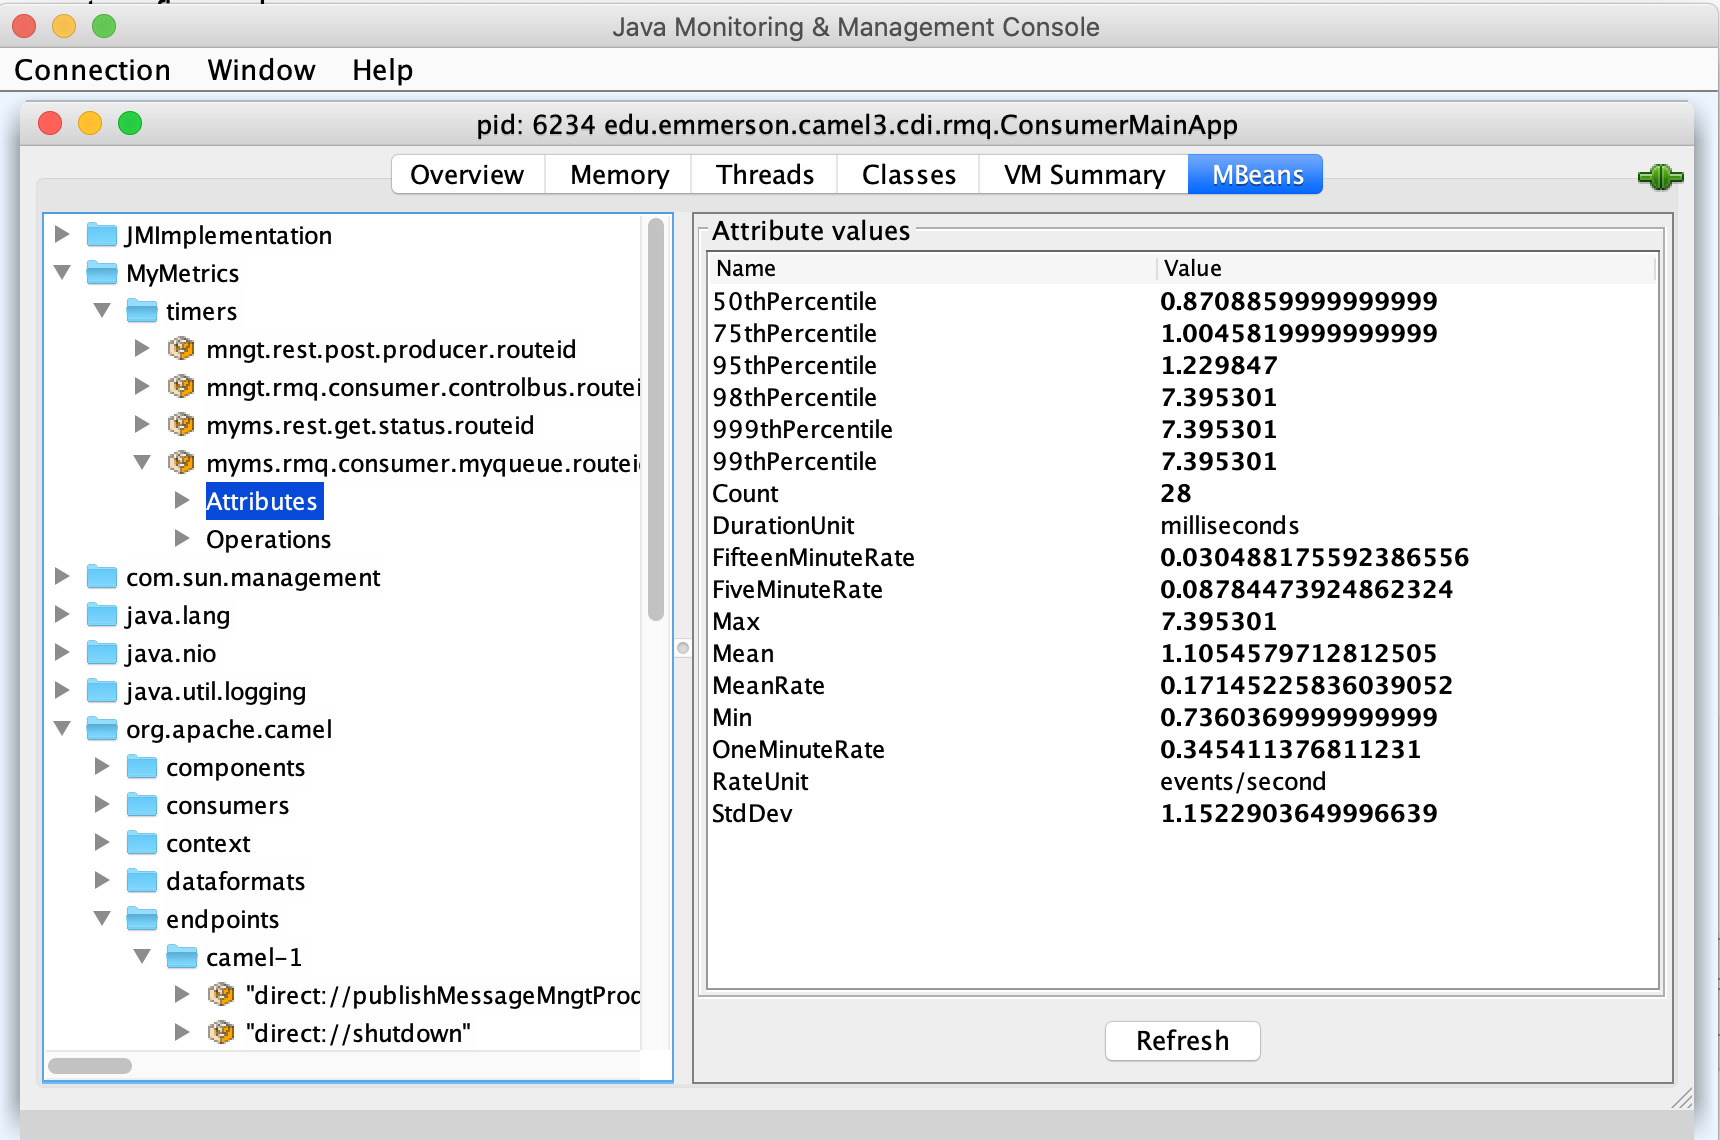 Java Monitoring & Management Console
Connection Window Help
pid: 6234 edu.emmerson.camel3.cdi.rmq.ConsumerMainApp
Overview Memory Threads Classes VM Summary MBeans
JMImplementation
MyMetrics
timers
mngt.rest.post.producer.routeid
mngt.rmq.consumer.controlbus.routei
myms.rest.get.status.routeid
myms.rmq.consumer.myqueue.routei
Attributes
Operations
com.sun.management
java.lang
java.nio
java.util.logging
org.apache.camel
components
consumers
context
dataformats
endpoints
camel-1
"direct://publishMessageMngtProd
"direct://shutdown"
Attribute values
Name Value
50thPercentile 0.8708859999999999
75thPercentile 1.0045819999999999
95thPercentile 1.229847
98thPercentile 7.395301
999thPercentile 7.395301
99thPercentile 7.395301
Count 28
DurationUnit milliseconds
FifteenMinuteRate 0.030488175592386556
FiveMinuteRate 0.08784473924862324
Max 7.395301
Mean 1.1054579712812505
MeanRate 0.17145225836039052
Min 0.7360369999999999
OneMinuteRate 0.345411376811231
RateUnit events/second
StdDev 1.1522903649996639
Refresh